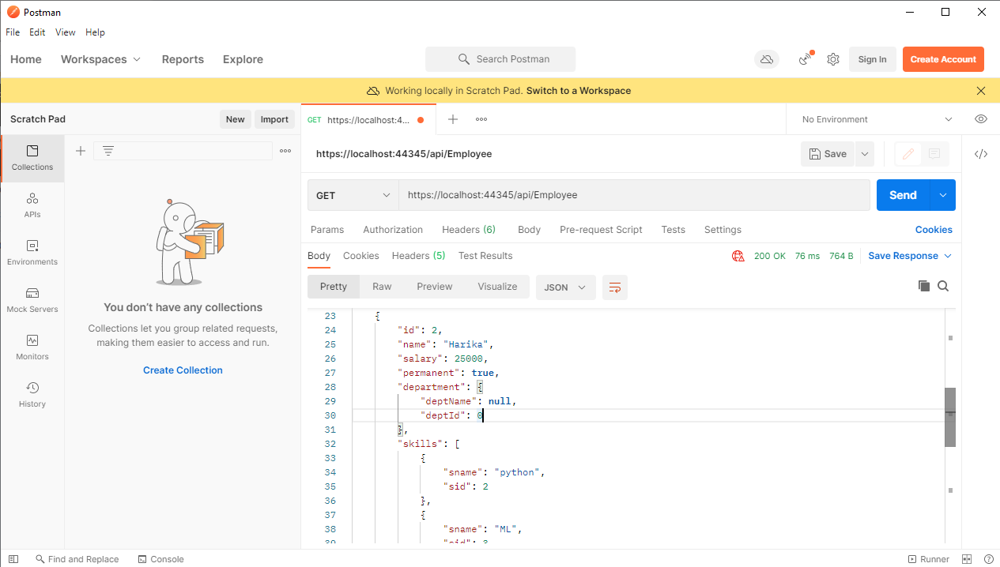 Postman
File Edit View Help
Home Workspaces Reports Explore Search Postman Sign In Create Account
Working locally in Scratch Pad. Switch to a Workspace
Scratch Pad New Import GET https://localhost:4... No Environment
Collections
APIs
Environments
Mock Servers
Monitors
History
You don't have any collections
Collections let you group related requests,
making them easier to access and run.
Create Collection
https://localhost:44345/api/Employee Save
GET https://localhost:44345/api/Employee Send
Params Authorization Headers (6) Body Pre-request Script Tests Settings Cookies
Body Cookies Headers (5) Test Results 200 OK 76 ms 764 B Save Response
Pretty Raw Preview Visualize JSON
23 {
24 "id": 2,
25 "name": "Harika",
26 "salary": 25000,
27 "permanent": true,
28 "department": {
29 "deptName": null,
30 "deptId": 0
31 },
32 "skills": [
33 {
34 "sname": "python",
35 "sid": 2
36 },
37 {
38 "sname": "ML",
39 "sid": 3
Find and Replace Console Runner